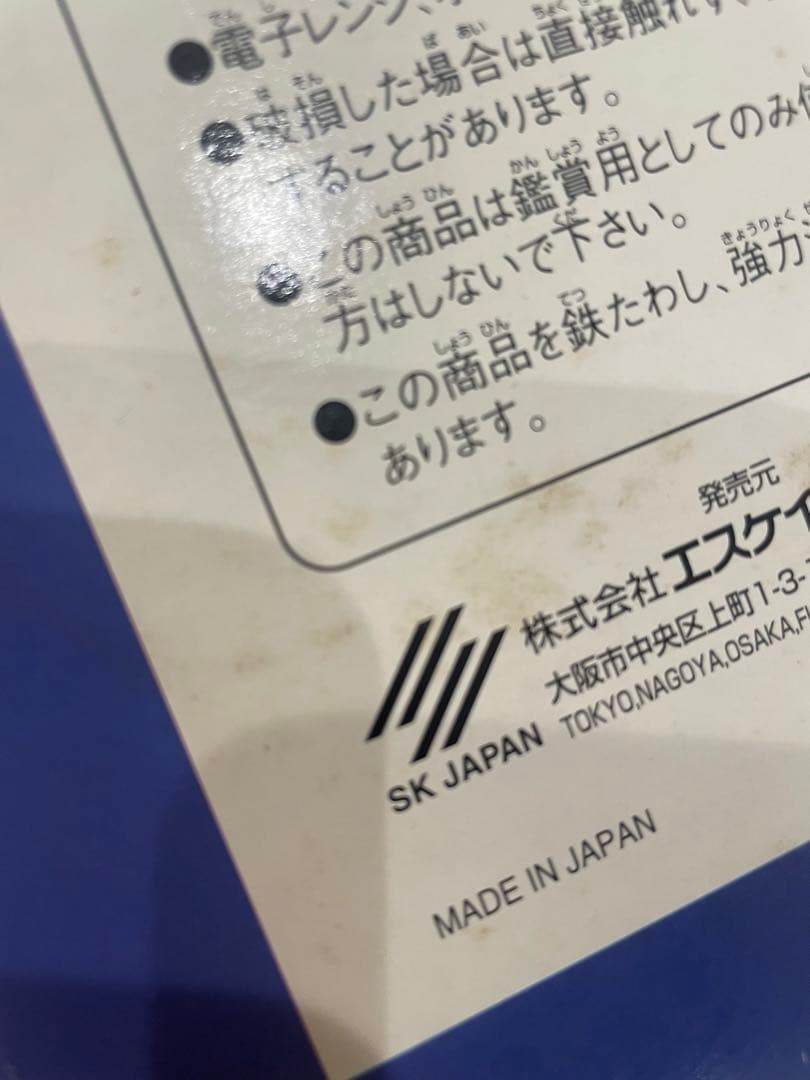 ●電子レンジ、オ
●破損した場合は直接触れず、
することがあります。
●この商品は鑑賞用としてのみ使
方はしないで下さい。
●この商品を鉄たわし、強力
あります。
発売元
株式会社エスケイ
大阪市中央区上町1-3-
TOKYO,NAGOYA,OSAKA,FU
SK JAPAN
MADE IN JAPAN